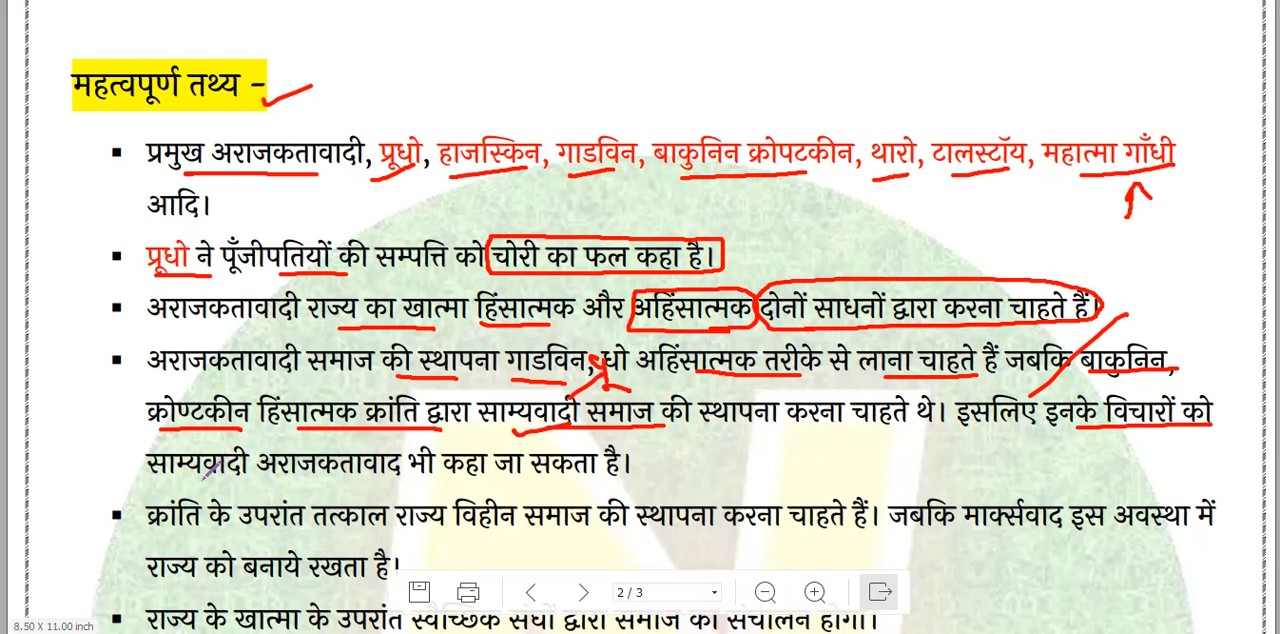 महत्वपूर्ण तथ्य –
▪ प्रमुख अराजकतावादी, प्रूधो, हाजस्किन, गाडविन, बाकुनिन क्रोपटकीन, थारो, टालस्टॉय, महात्मा गाँधी
आदि।
▪ प्रूधो ने पूँजीपतियों की सम्पत्ति को चोरी का फल कहा है।
▪ अराजकतावादी राज्य का खात्मा हिंसात्मक और अहिंसात्मक दोनों साधनों द्वारा करना चाहते हैं।
▪ अराजकतावादी समाज की स्थापना गाडविन, धो अहिंसात्मक तरीके से लाना चाहते हैं जबकि बाकुनिन,
क्रोण्टकीन हिंसात्मक क्रांति द्वारा साम्यवादी समाज की स्थापना करना चाहते थे। इसलिए इनके विचारों को
साम्यवादी अराजकतावाद भी कहा जा सकता है।
▪ क्रांति के उपरांत तत्काल राज्य विहीन समाज की स्थापना करना चाहते हैं। जबकि मार्क्सवाद इस अवस्था में
राज्य को बनाये रखता है।
2 / 3
▪ राज्य के खात्मा के उपरांत स्वैच्छिक संघों द्वारा समाज का संचालन होगा।
8.50 X 11.00 inch